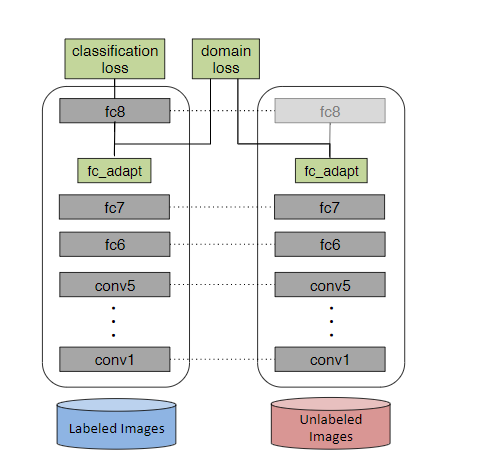 classification
loss
domain
loss
fc8
fc8
fc_adapt
fc_adapt
fc7
fc7
fc6
fc6
conv5
conv5
conv1
conv1
Labeled Images
Unlabeled
Images